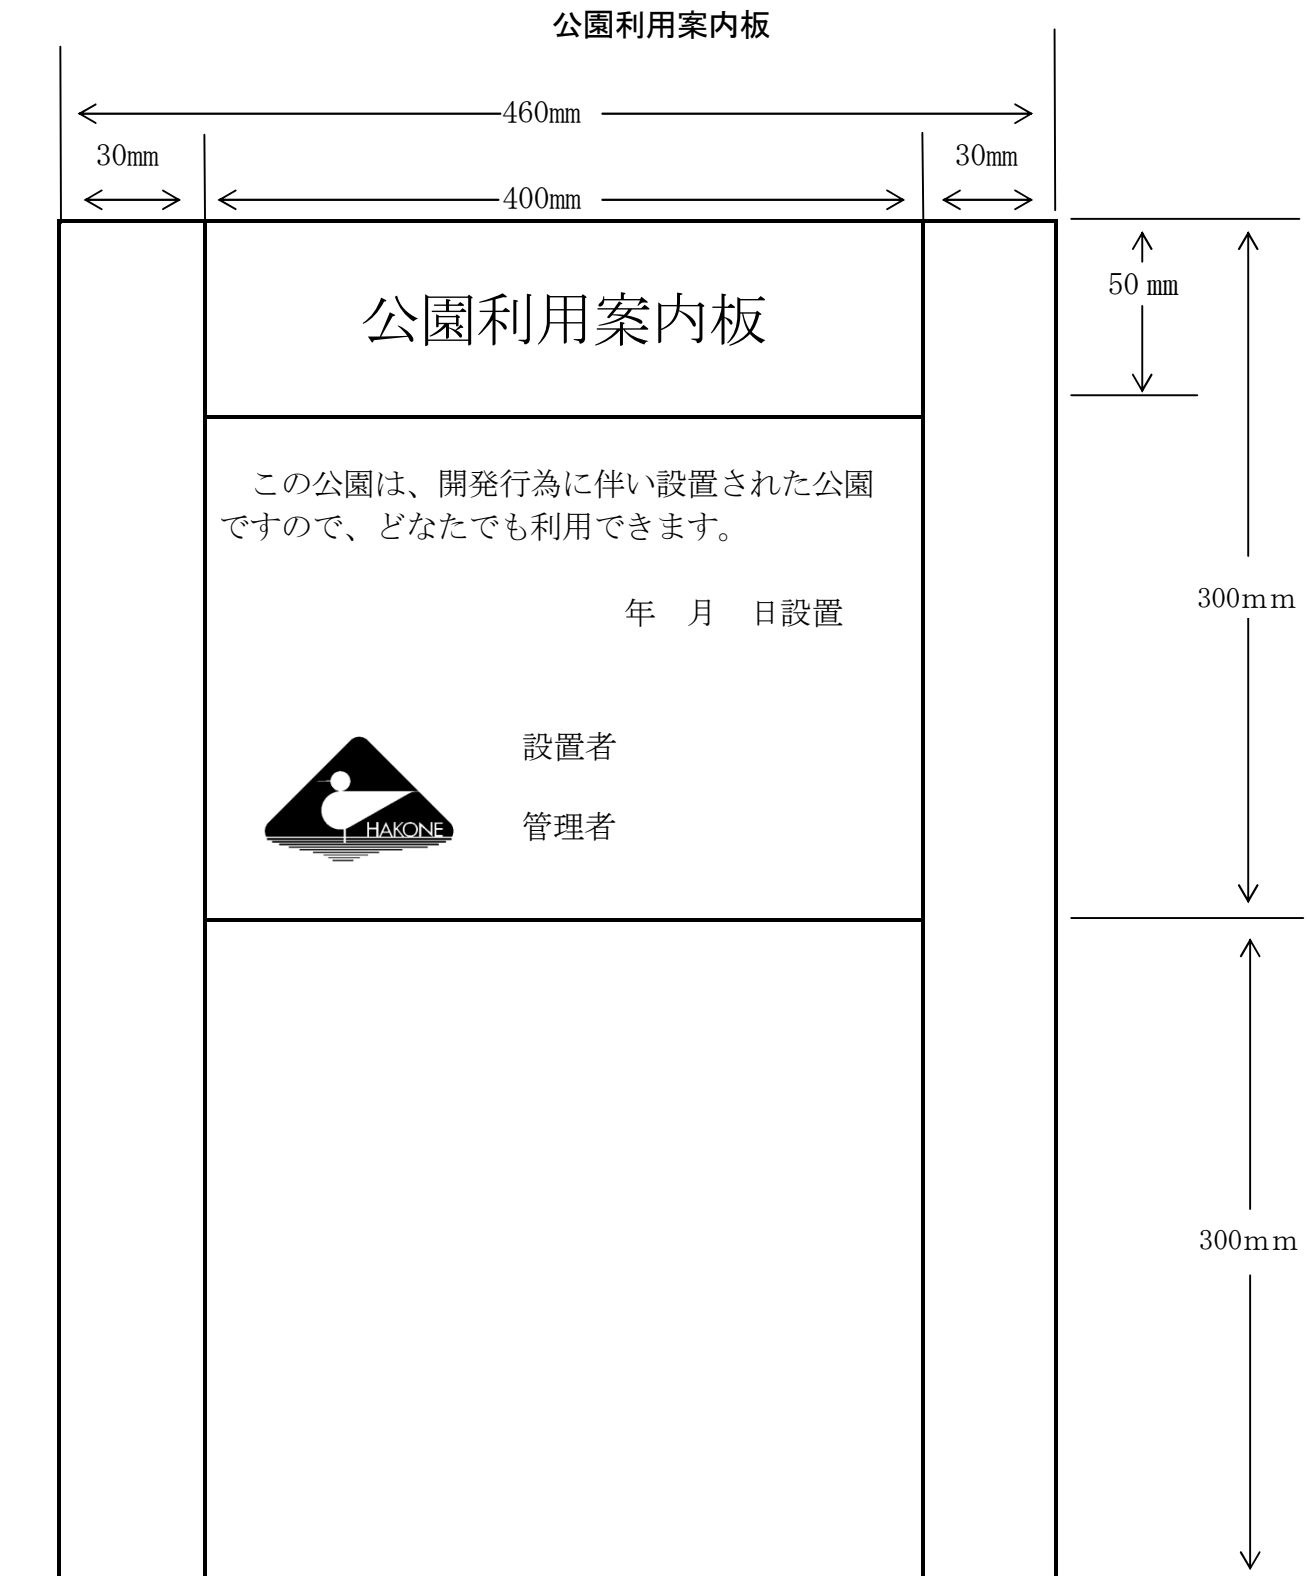 公園利用案内板
460mm
30mm
30mm
400mm
50 mm
公園利用案内板
この公園は、開発行為に伴い設置された公園
ですので、どなたでも利用できます。
年 月 日設置
300mm
設置者
HAKONE
管理者
300mm